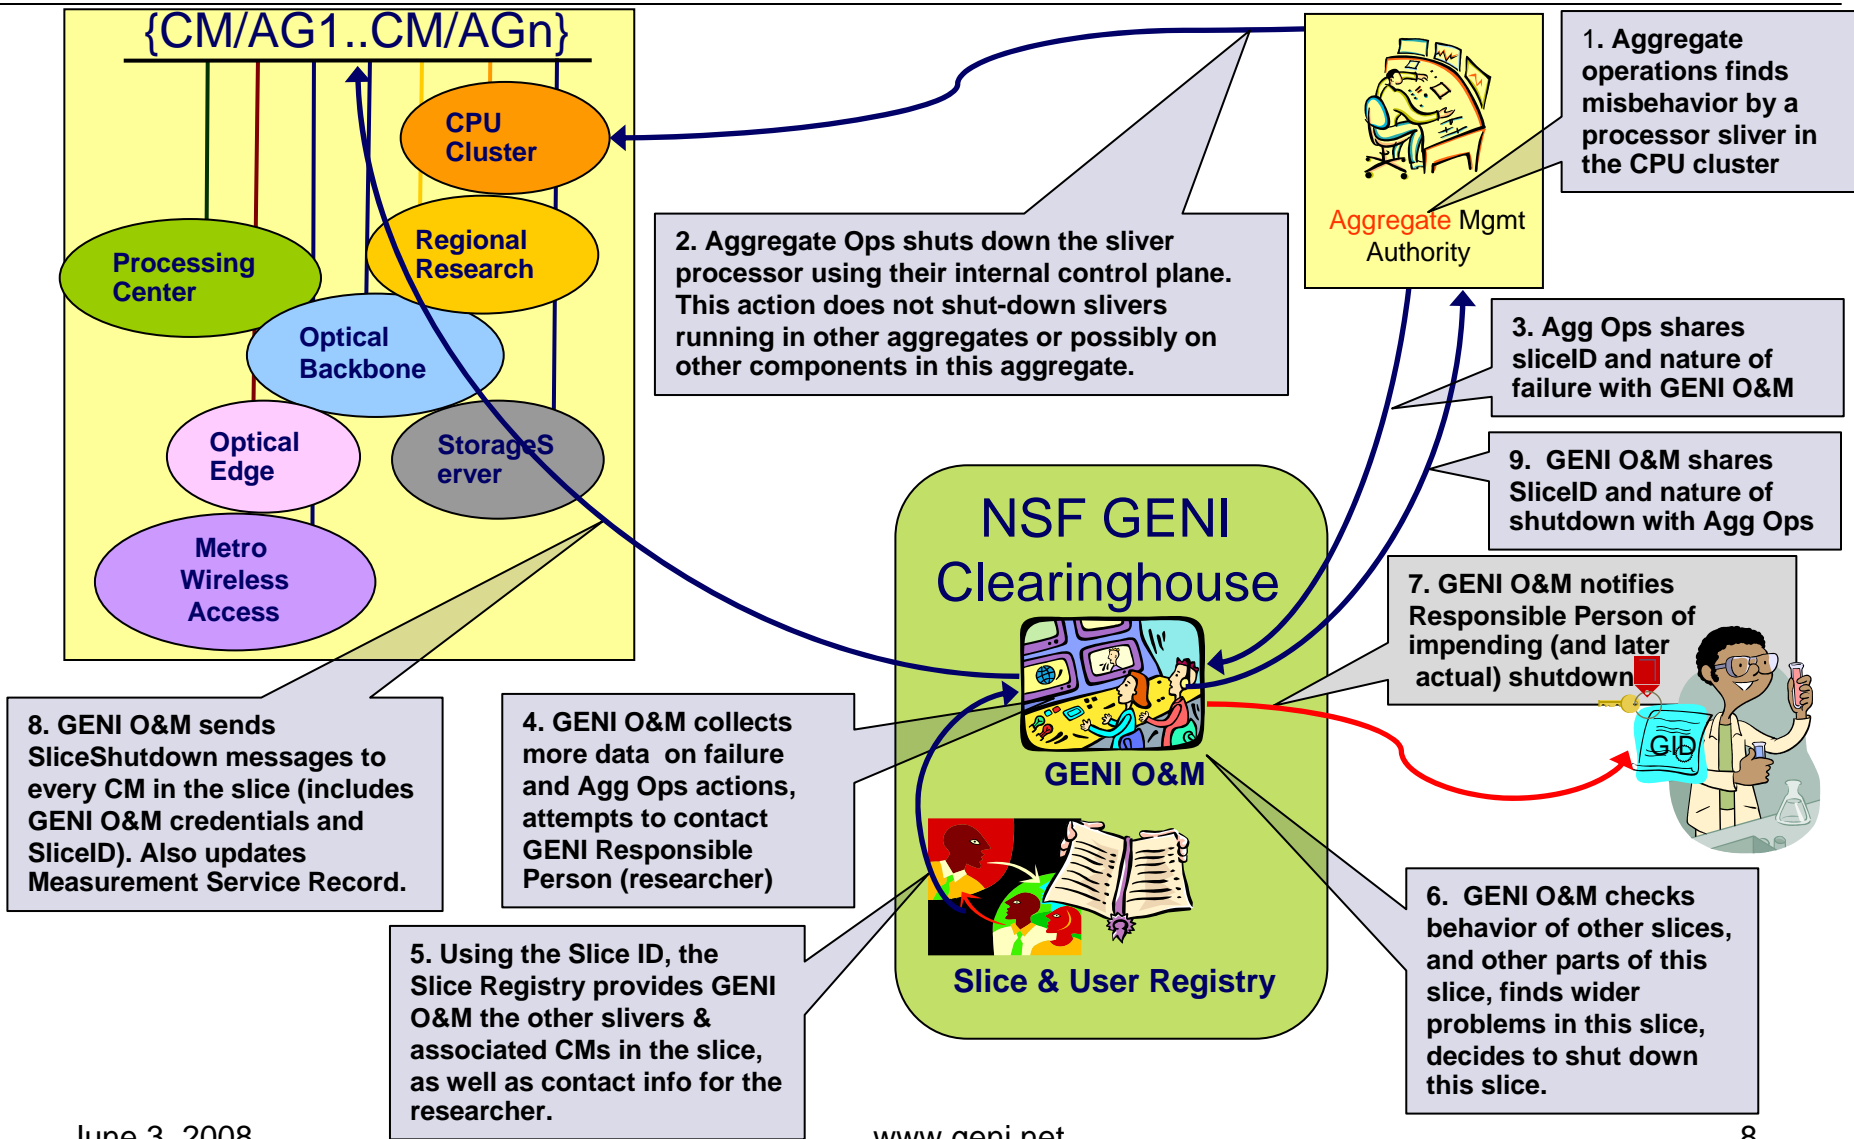 {CM/AG1..CM/AGn}
CPU
Cluster
Regional
Research
Processing
Center
Optical
Backbone
Optical
Edge
StorageS
erver
Metro
Wireless
Access
Aggregate Mgmt
Authority
1. Aggregate
operations finds
misbehavior by a
processor sliver in
the CPU cluster
2. Aggregate Ops shuts down the sliver
processor using their internal control plane.
This action does not shut-down slivers
running in other aggregates or possibly on
other components in this aggregate.
3. Agg Ops shares
sliceID and nature of
failure with GENI O&M
9. GENI O&M shares
SliceID and nature of
shutdown with Agg Ops
NSF GENI
Clearinghouse
GENI O&M
Slice & User Registry
7. GENI O&M notifies
Responsible Person of
impending (and later
actual) shutdown
GID
8. GENI O&M sends
SliceShutdown messages to
every CM in the slice (includes
GENI O&M credentials and
SliceID). Also updates
Measurement Service Record.
4. GENI O&M collects
more data on failure
and Agg Ops actions,
attempts to contact
GENI Responsible
Person (researcher)
5. Using the Slice ID, the
Slice Registry provides GENI
O&M the other slivers &
associated CMs in the slice,
as well as contact info for the
researcher.
6. GENI O&M checks
behavior of other slices,
and other parts of this
slice, finds wider
problems in this slice,
decides to shut down
this slice.
June 3, 2008
www.geni.net
8